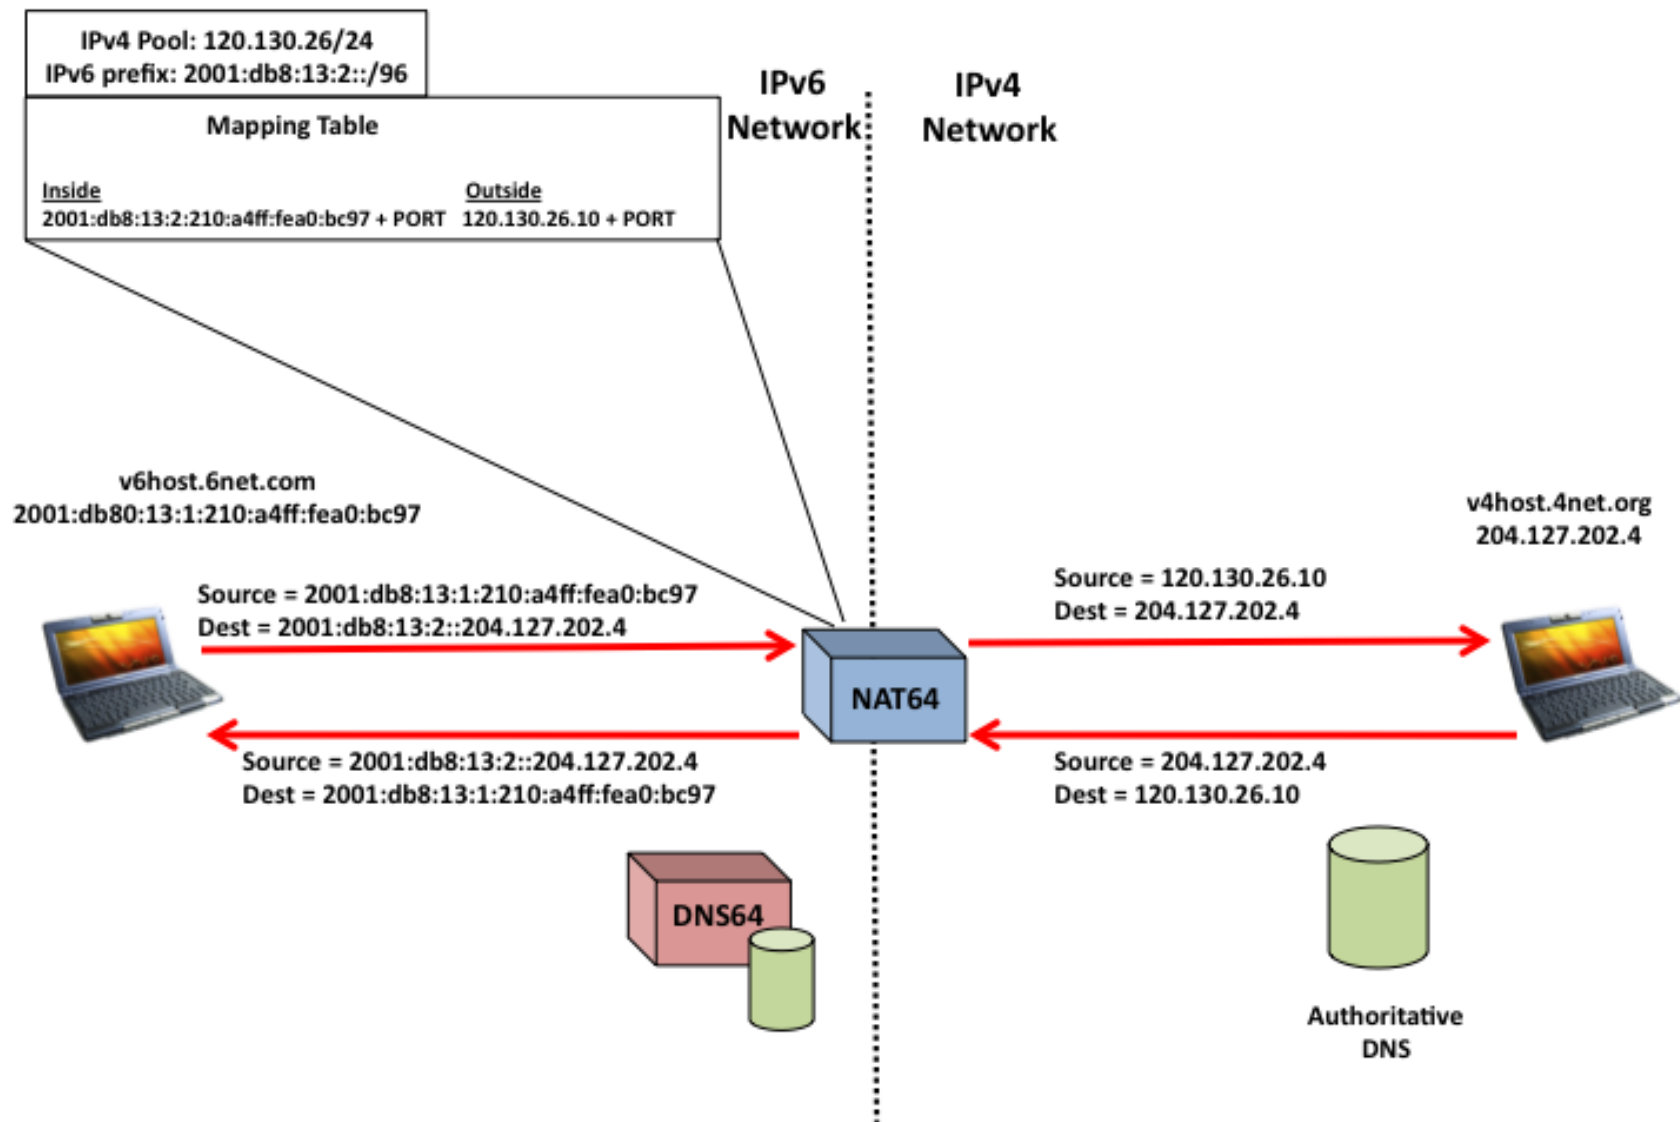 IPv4 Pool: 120.130.26/24
IPv6 prefix: 2001:db8:13:2::/96
Mapping Table
Inside
2001:db8:13:2:210:a4ff:fea0:bc97 + PORT
Outside
120.130.26.10 + PORT
IPv6
Network
IPv4
Network
v6host.6net.com
2001:db80:13:1:210:a4ff:fea0:bc97
v4host.4net.org
204.127.202.4
Source = 2001:db8:13:1:210:a4ff:fea0:bc97
Dest = 2001:db8:13:2::204.127.202.4
Source = 120.130.26.10
Dest = 204.127.202.4
NAT64
Source = 2001:db8:13:2::204.127.202.4
Dest = 2001:db8:13:1:210:a4ff:fea0:bc97
Source = 204.127.202.4
Dest = 120.130.26.10
DNS64
Authoritative
DNS